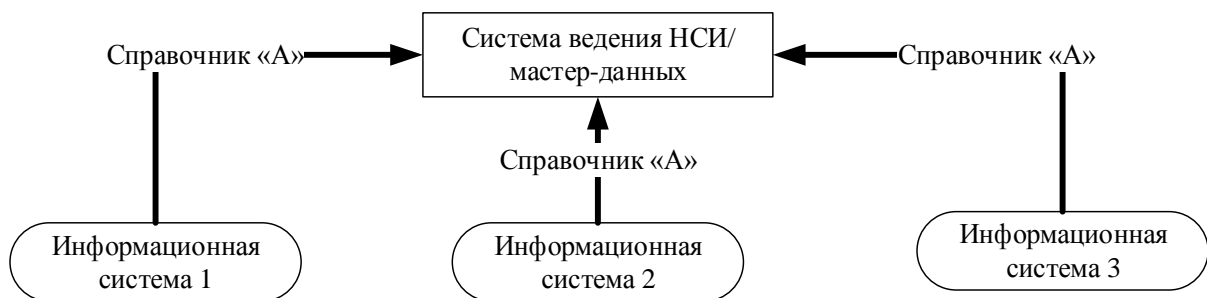 Справочник «А»
Система ведения НСИ/
мастер-данных
Справочник «А»
Справочник «А»
Информационная
система 1
Информационная
система 2
Информационная
система 3